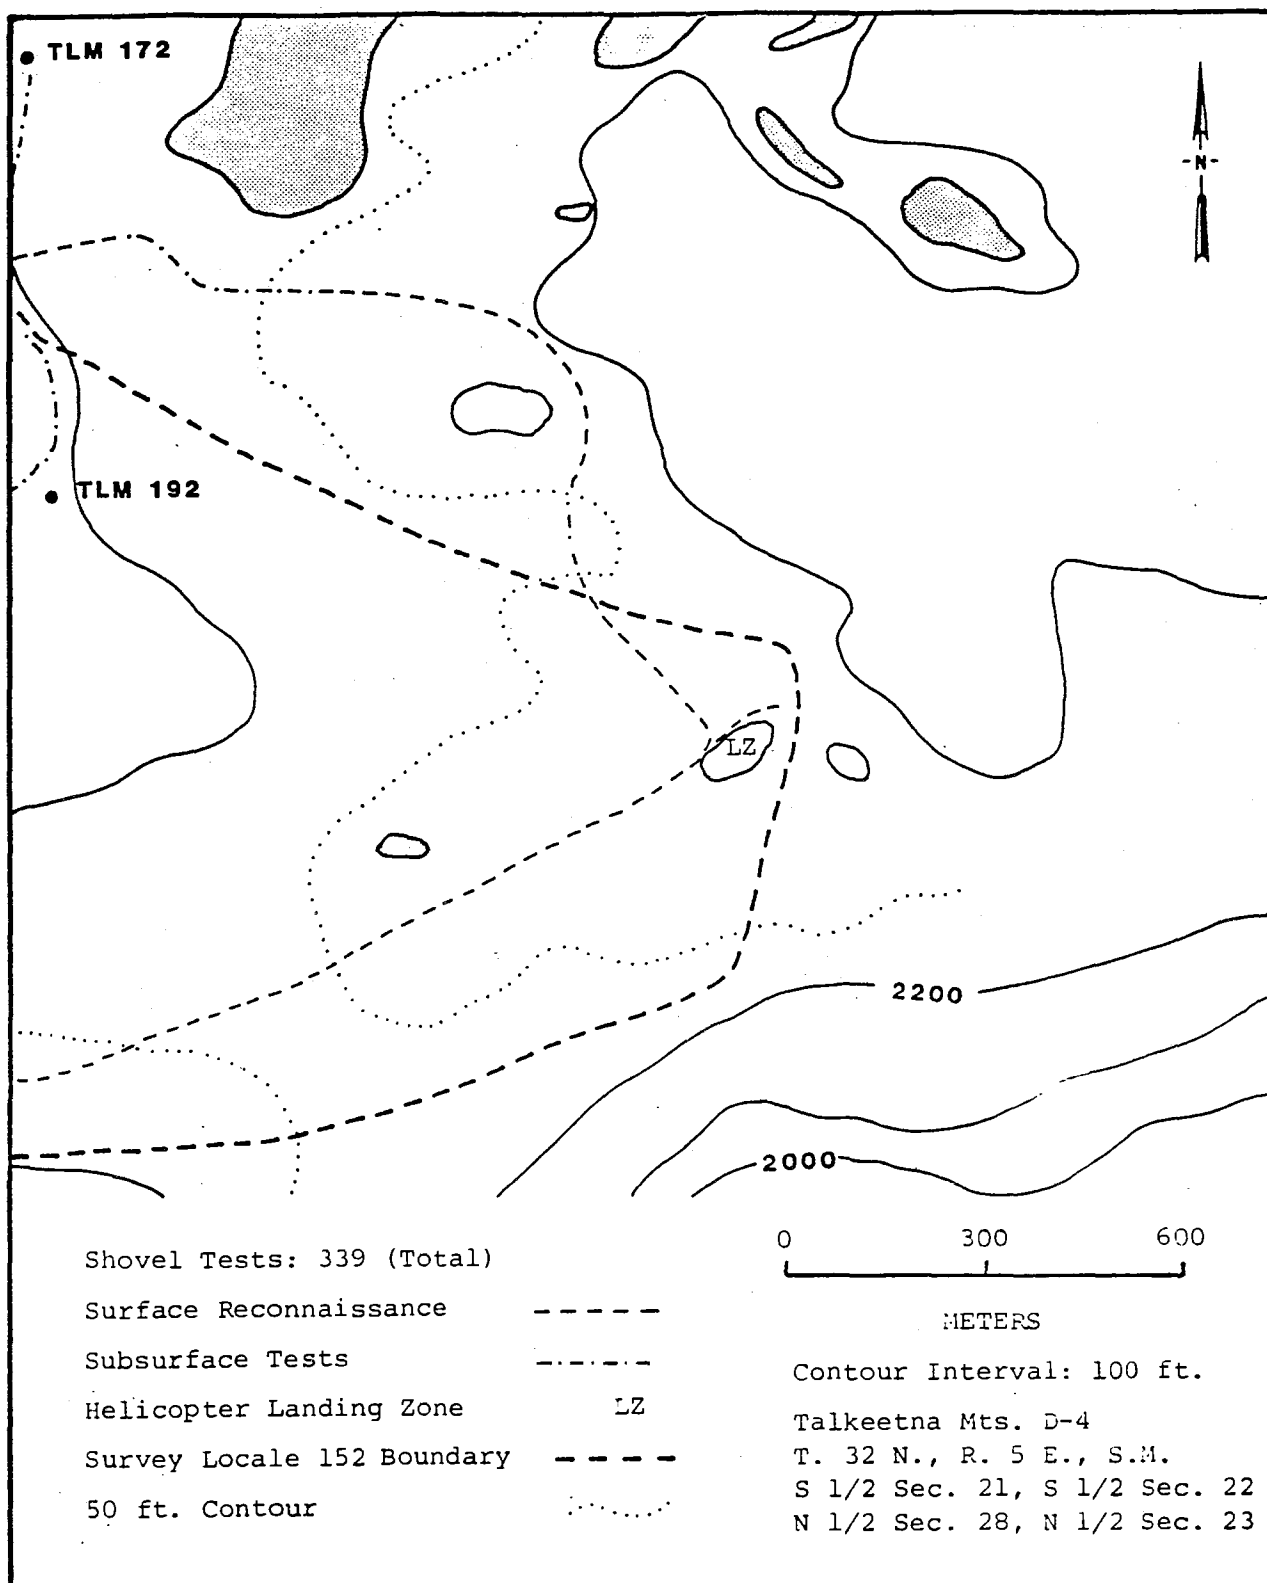 TLM 172
-N-
TLM 192
LZ
2200
2000
Shovel Tests: 339 (Total)
Surface Reconnaissance
Subsurface Tests
Helicopter Landing Zone LZ
Survey Locale 152 Boundary
50 ft. Contour
0 300 600
METERS
Contour Interval: 100 ft.
Talkeetna Mts. D-4
T. 32 N., R. 5 E., S.M.
S 1/2 Sec. 21, S 1/2 Sec. 22
N 1/2 Sec. 28, N 1/2 Sec. 23